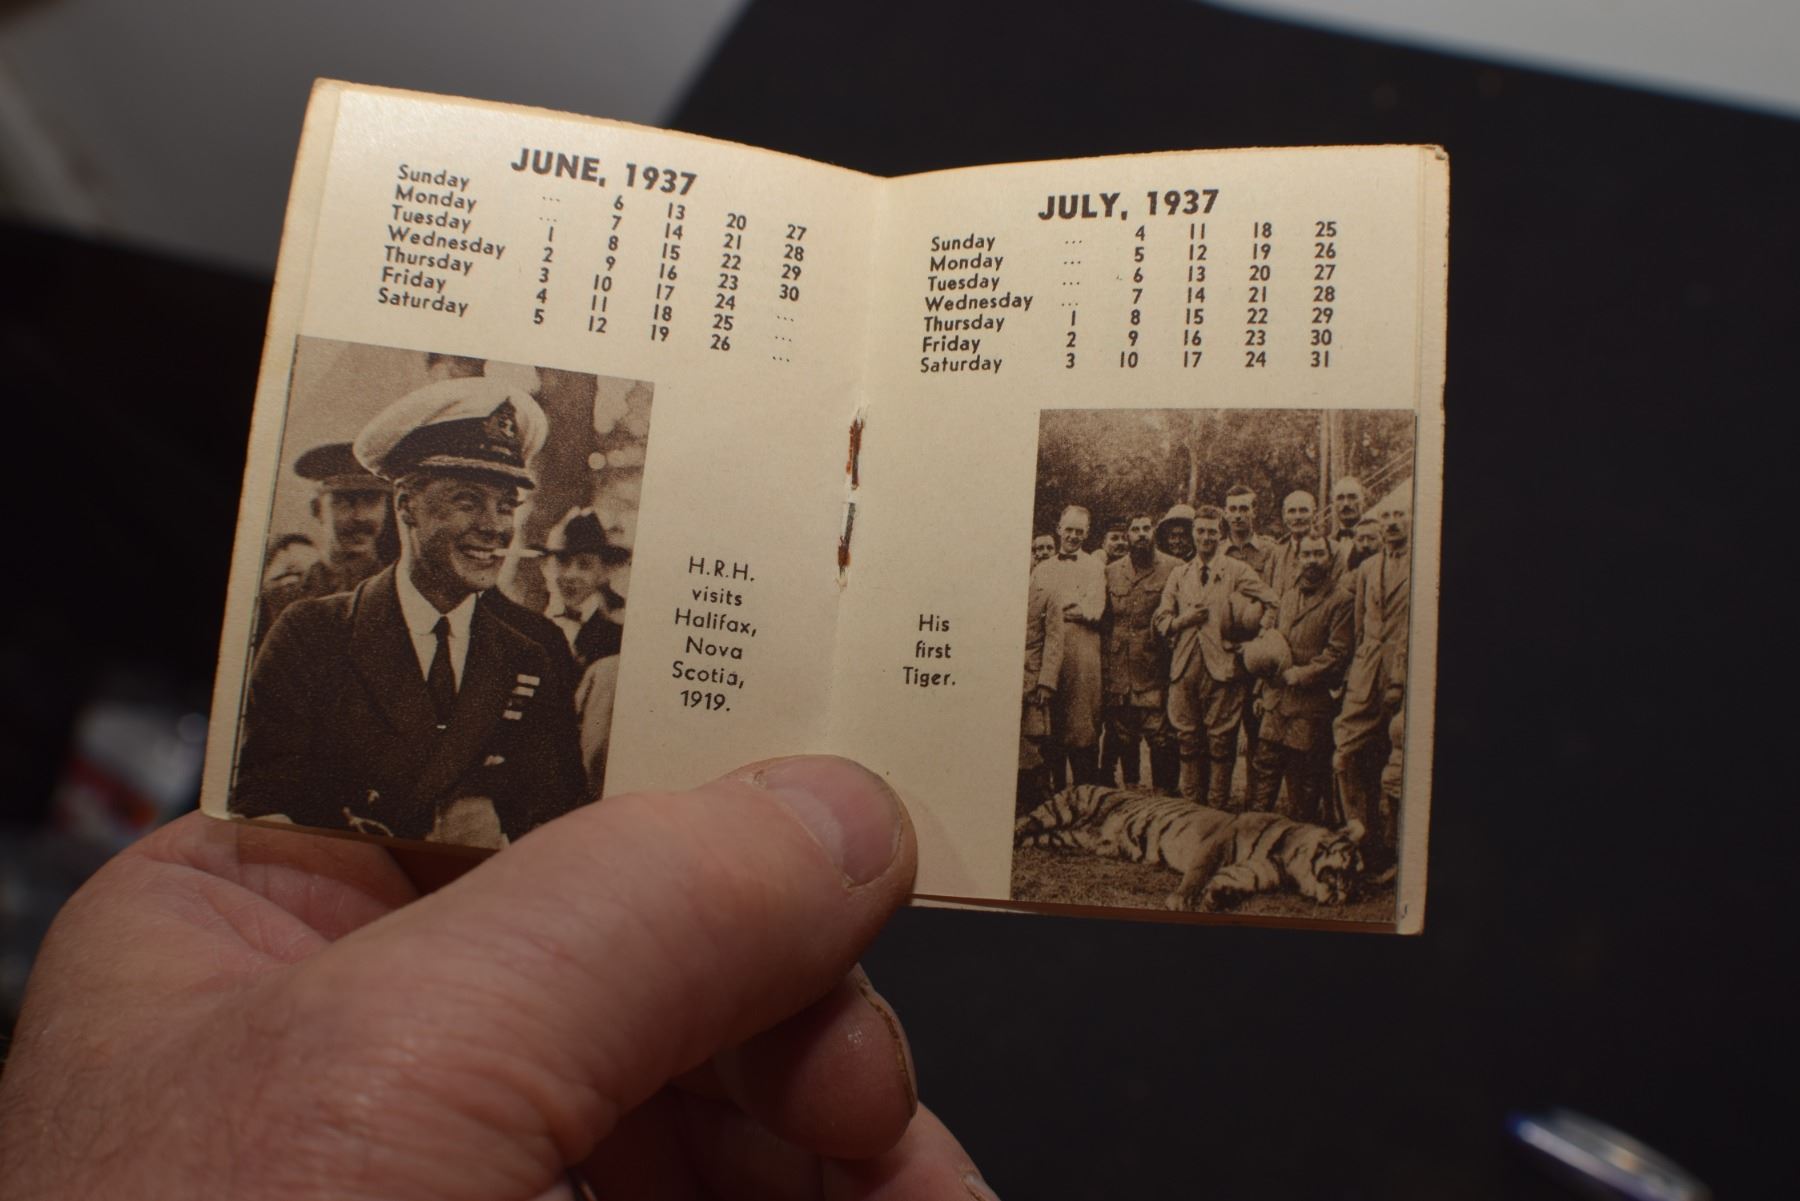 JUNE, 1937
Sunday ... 6 13 20 27
Monday ... 7 14 21 28
Tuesday 1 8 15 22 29
Wednesday 2 9 16 23 30
Thursday 3 10 17 24 ...
Friday 4 11 18 25 ...
Saturday 5 12 19 26 ...
H.R.H.
visits
Halifax,
Nova
Scotia,
1919.
JULY, 1937
Sunday ... 4 11 18 25
Monday ... 5 12 19 26
Tuesday ... 6 13 20 27
Wednesday ... 7 14 21 28
Thursday 1 8 15 22 29
Friday 2 9 16 23 30
Saturday 3 10 17 24 31
His
first
Tiger.